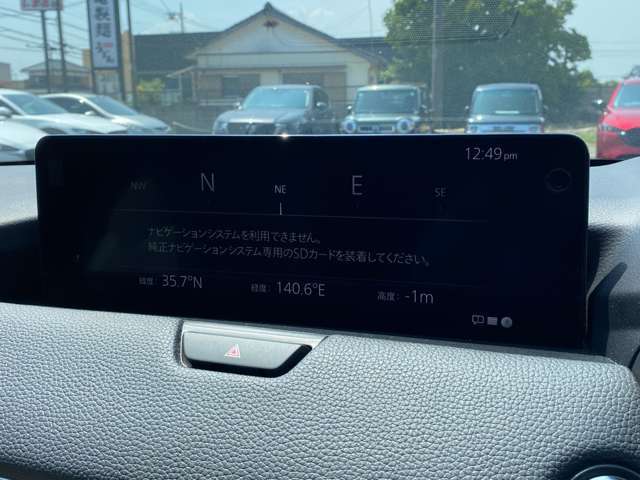 12:49pm
NW N NE E SE
ナビゲーションシステムを利用できません。
純正ナビゲーションシステム専用のSDカードを装着してください。
緯度: 35.7°N 経度: 140.6°E 高度: -1m